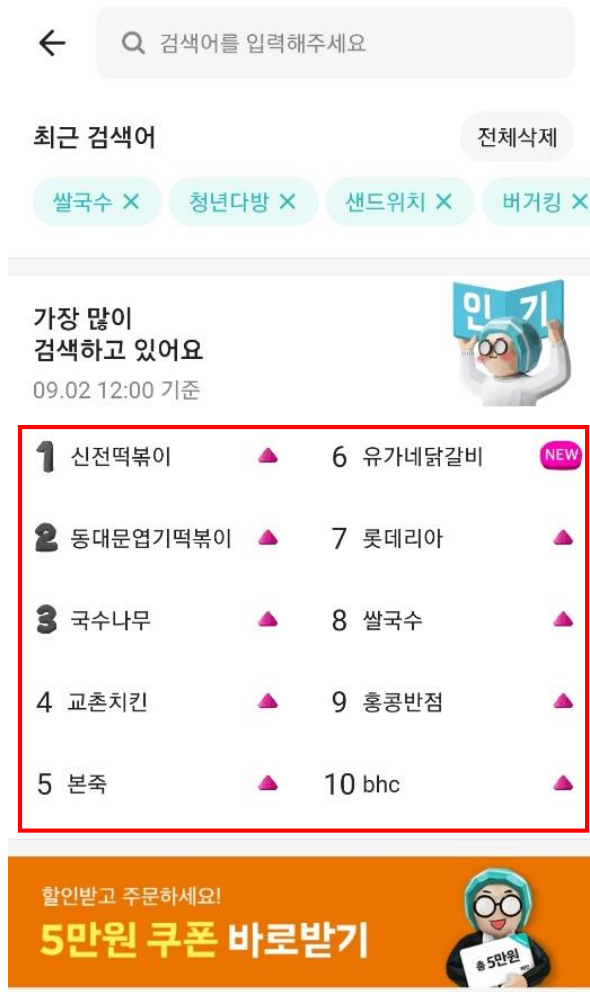 검색어를 입력해주세요
최근 검색어
전체삭제
쌀국수 ×
청년다방 ×
샌드위치 ×
버거킹 ×
가장 많이
검색하고 있어요
09.02 12:00 기준
인 기
1 신전떡볶이
2 동대문엽기떡볶이
3 국수나무
4 교촌치킨
5 본죽
6 유가네닭갈비 NEW
7 롯데리아
8 쌀국수
9 홍콩반점
10 bhc
할인받고 주문하세요!
5만원 쿠폰 바로받기
총 5만원